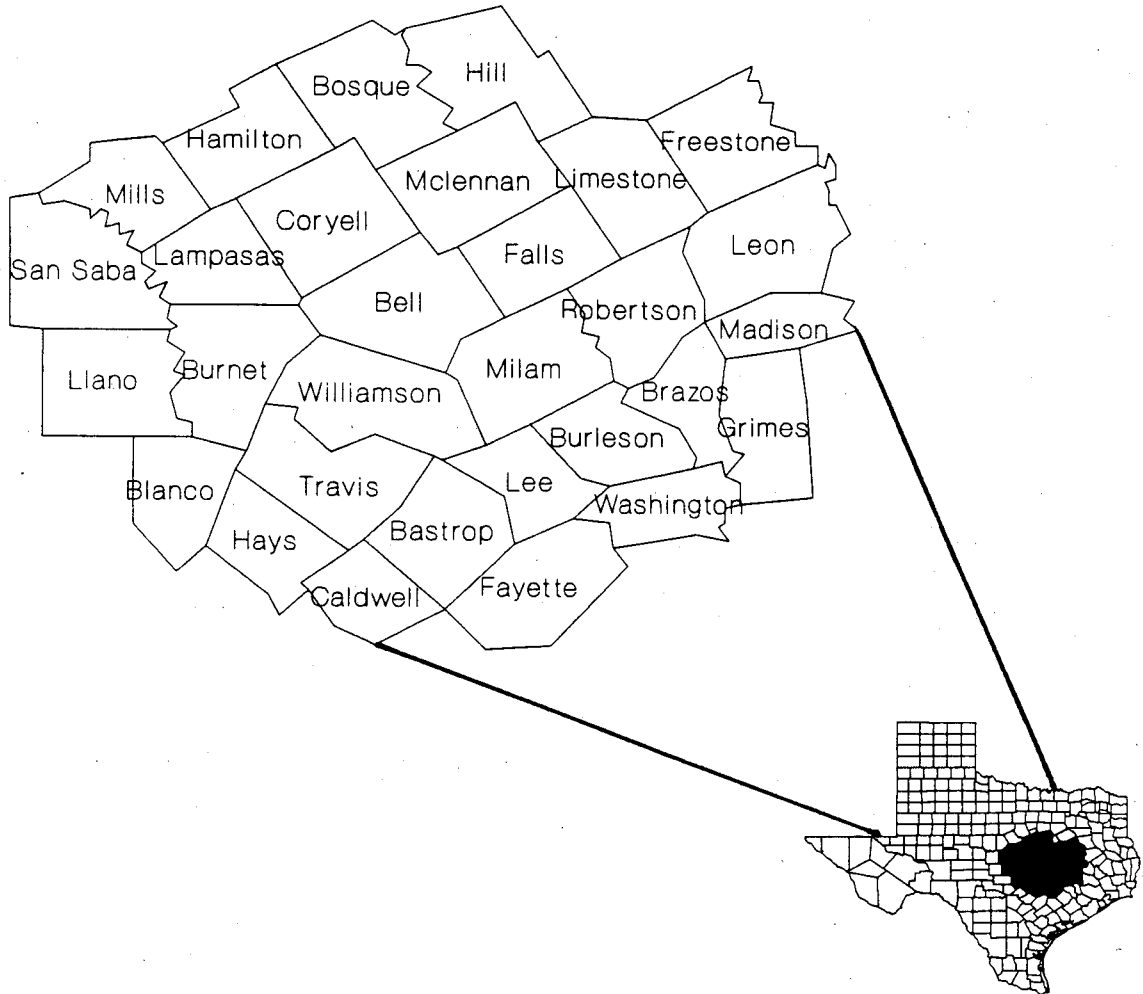 Hill
Bosque
Hamilton
Freestone
Mclennan
Limestone
Mills
Coryell
Leon
Lampasas
Falls
San Saba
Bell
Robertson
Madison
Burnet
Milam
Llano
Williamson
Brazos
Grimes
Burleson
Travis
Lee
Blanco
Washington
Bastrop
Hays
Fayette
Caldwell